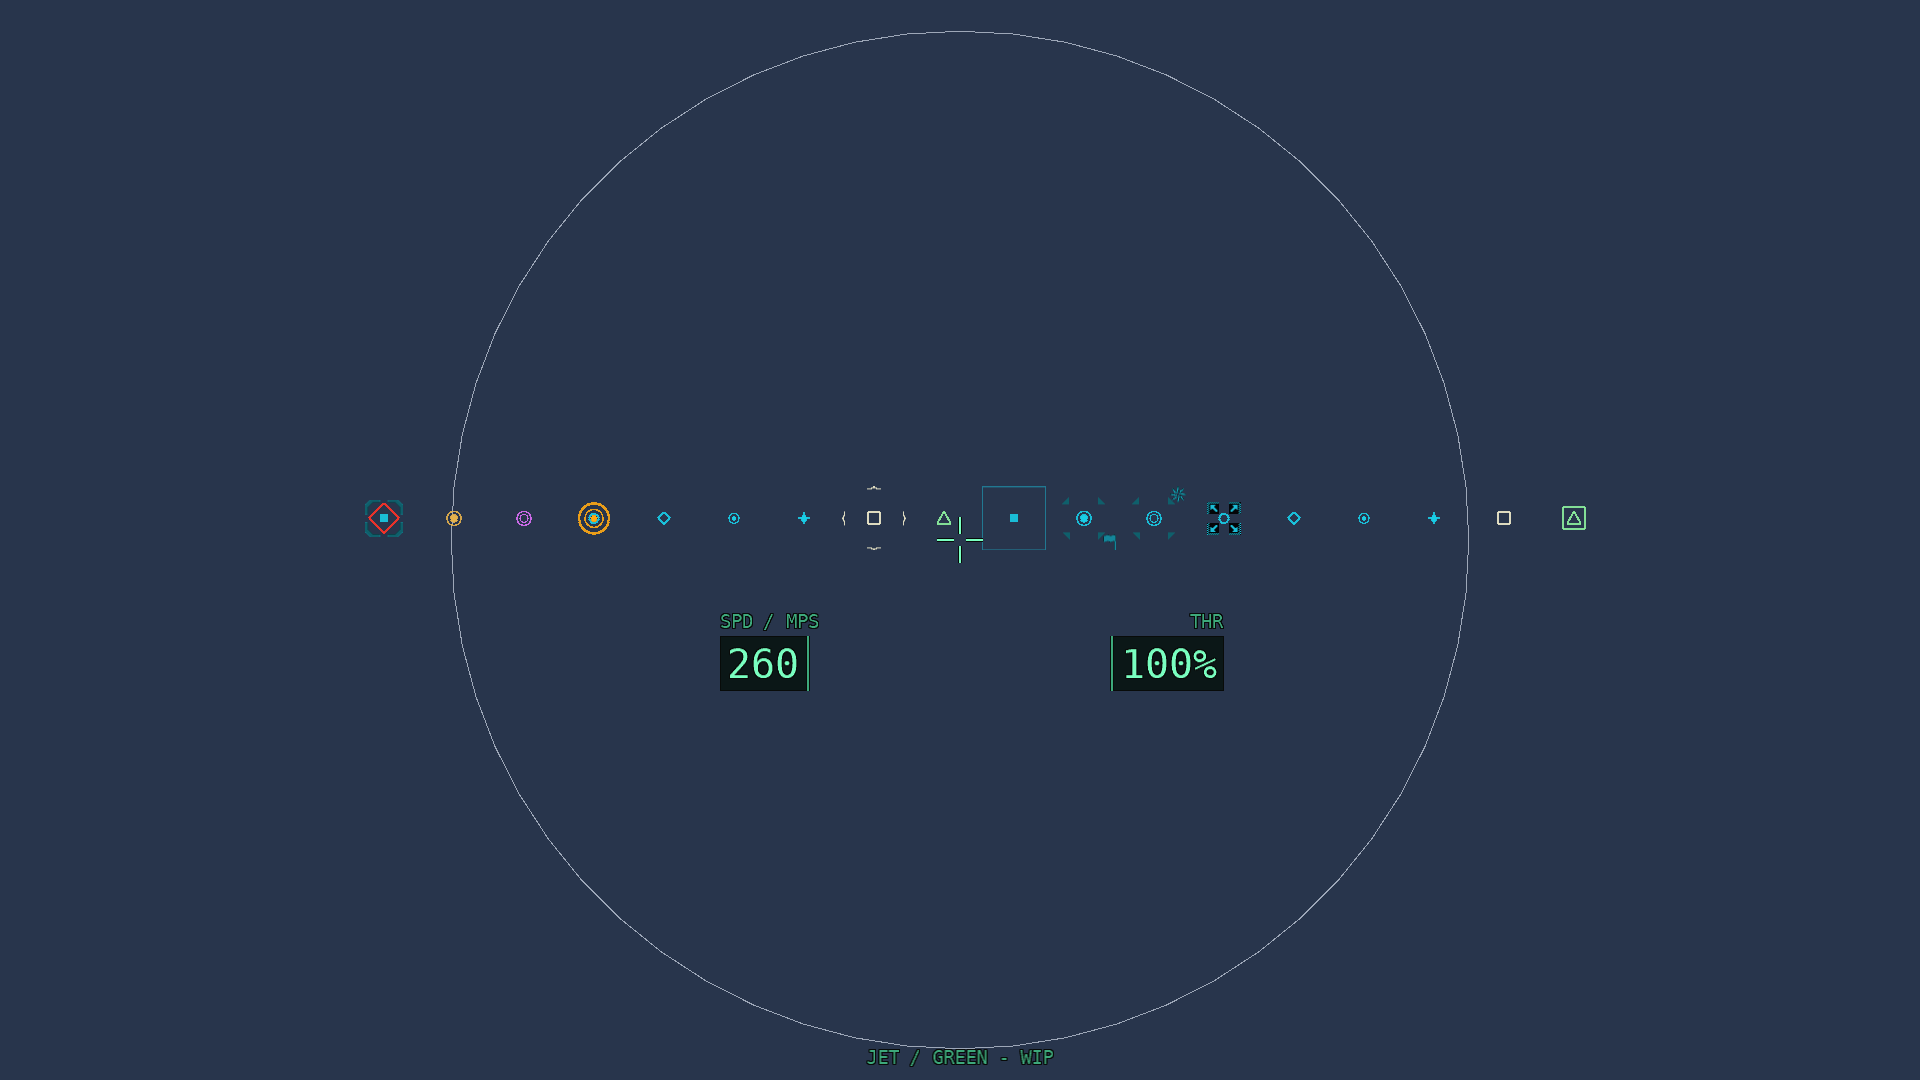 SPD / MPS
THR
260
100%
JET / GREEN - WIP